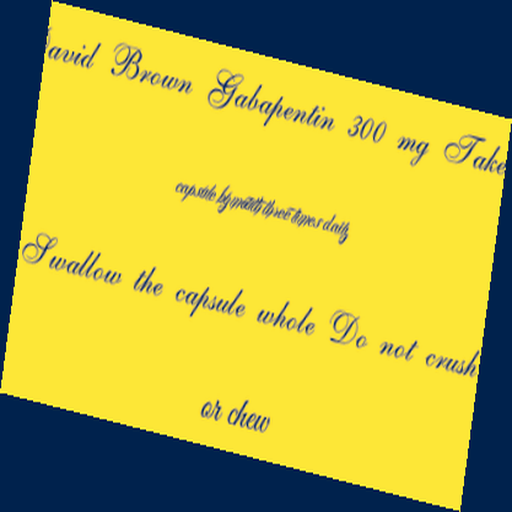 David Brown Gabapentin 300 mg Take
capsule by mouth three times daily
Swallow the capsule whole Do not crush
or chew